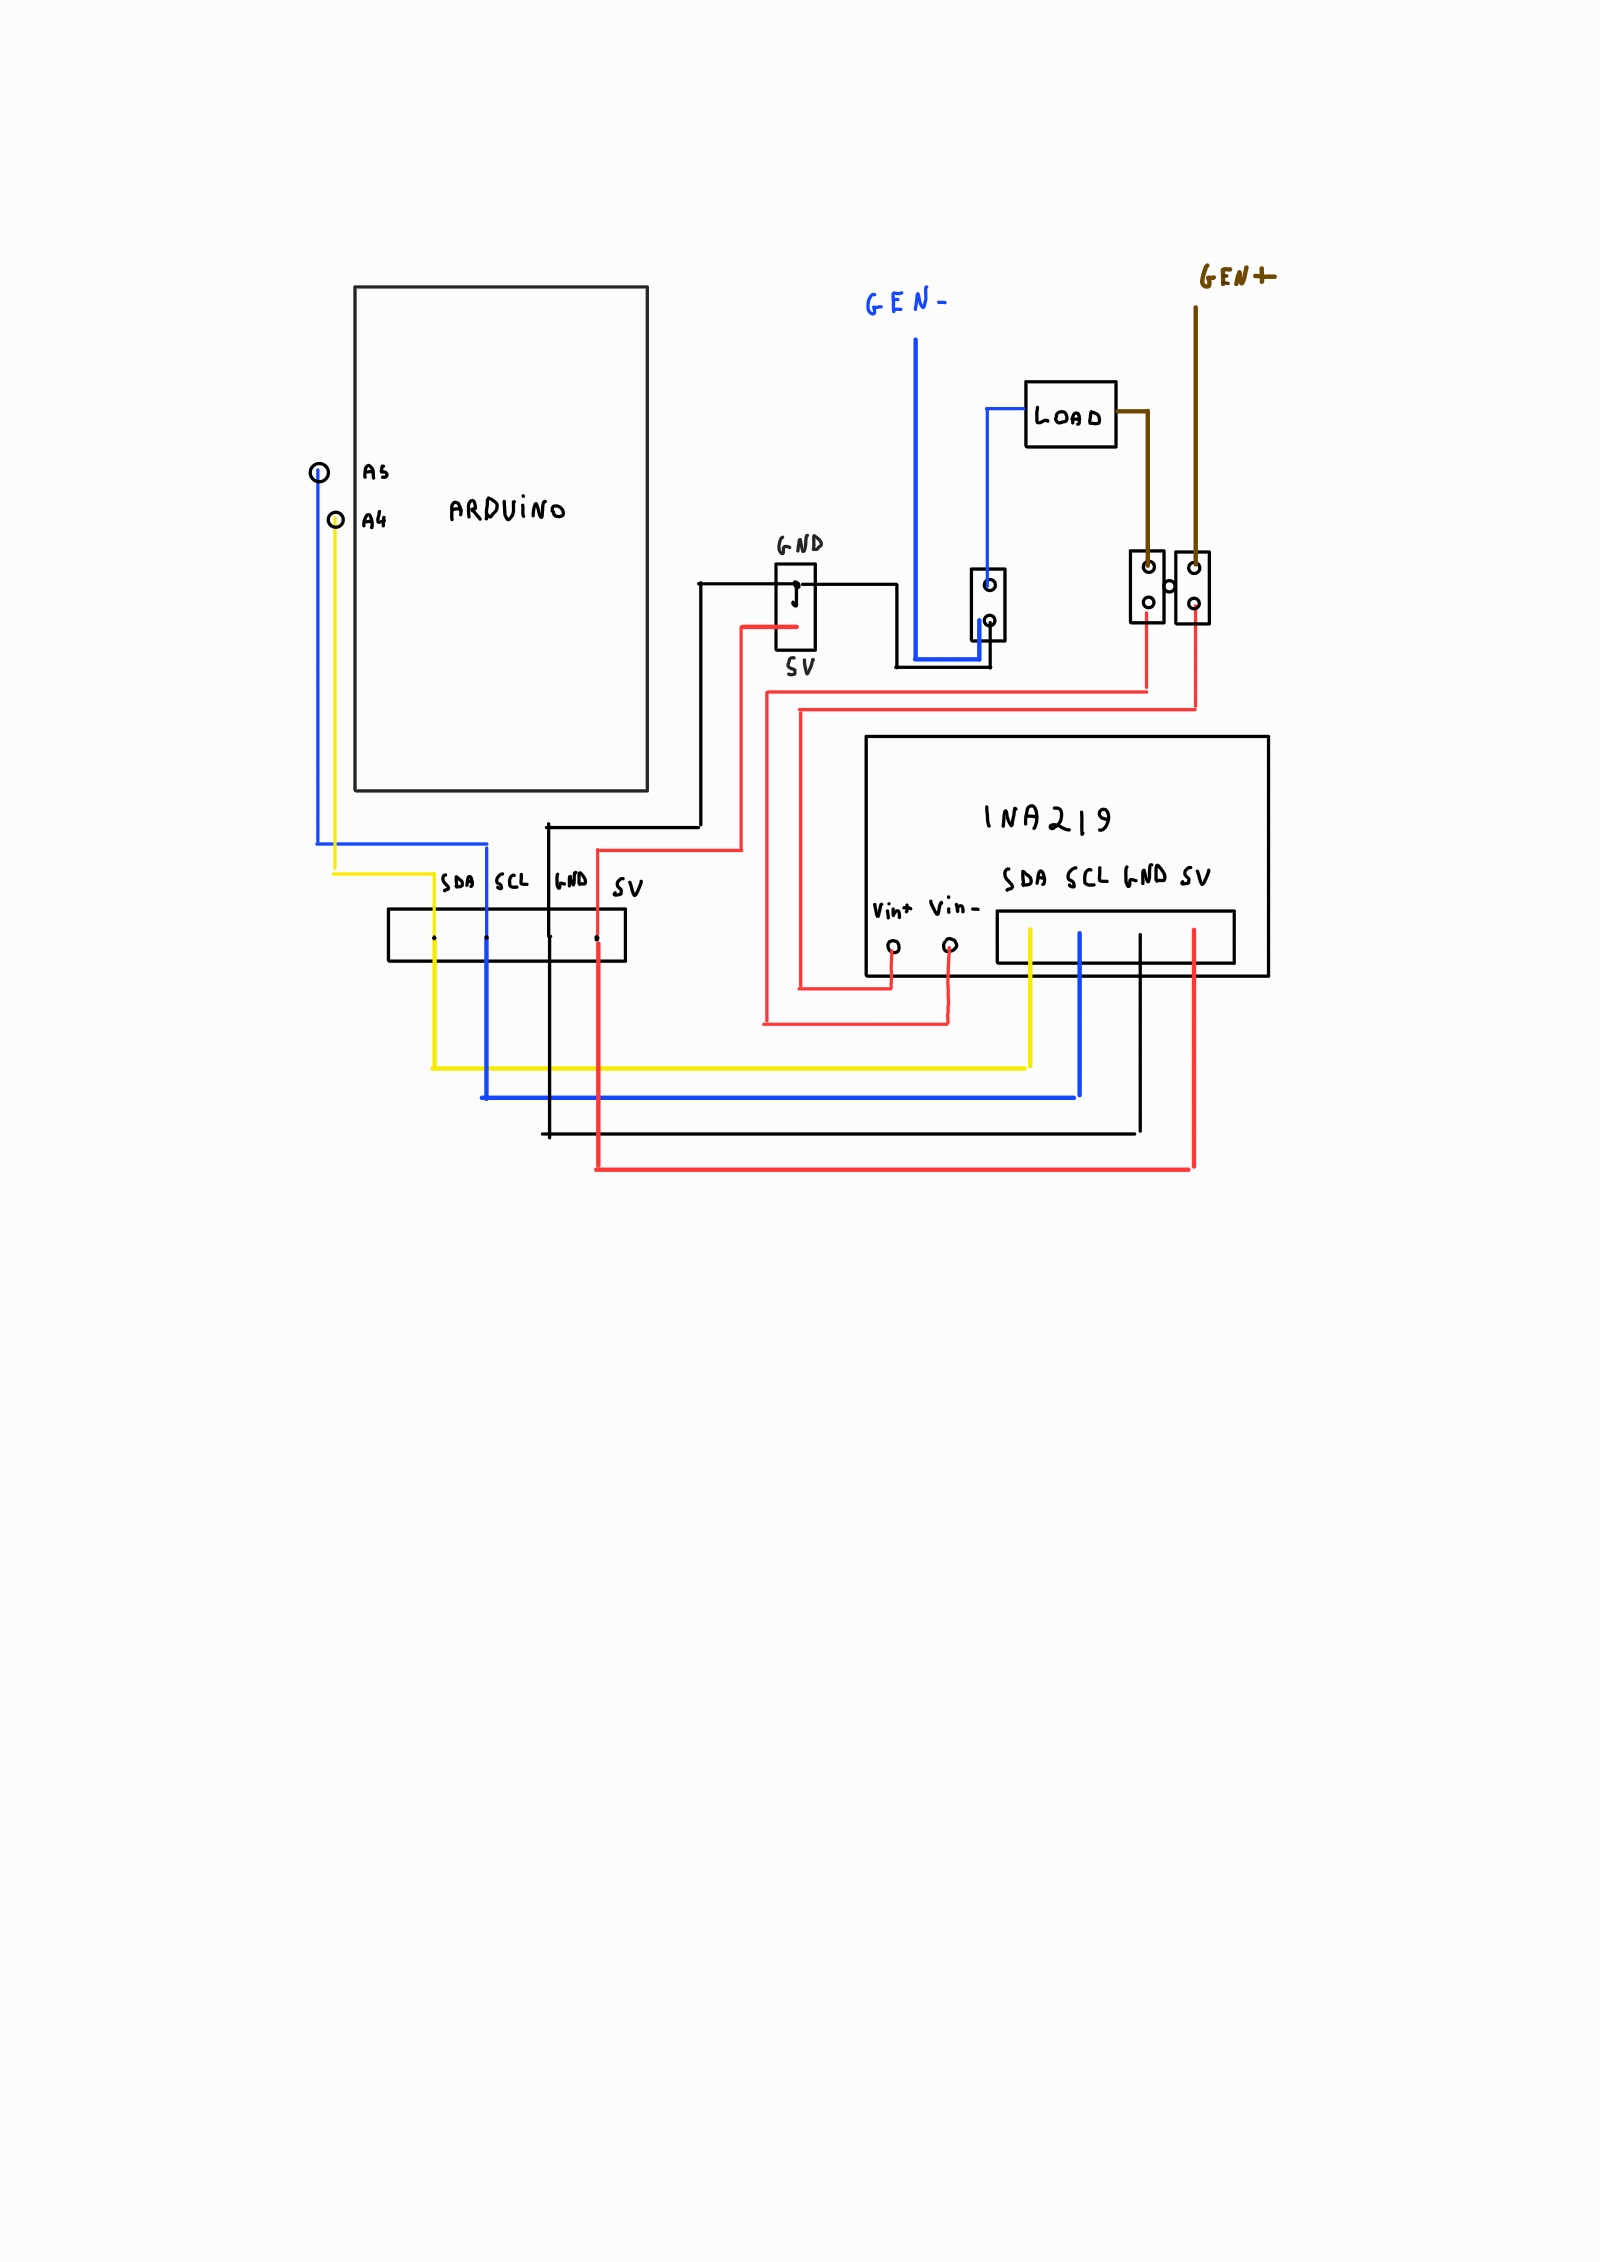 GEN+
GEN-
LOAD
A5
ARDUiNO
A4
GND
5V
INA219
SDA SCL GND 5V
SDA SCL GND 5V
Vin+ Vin-